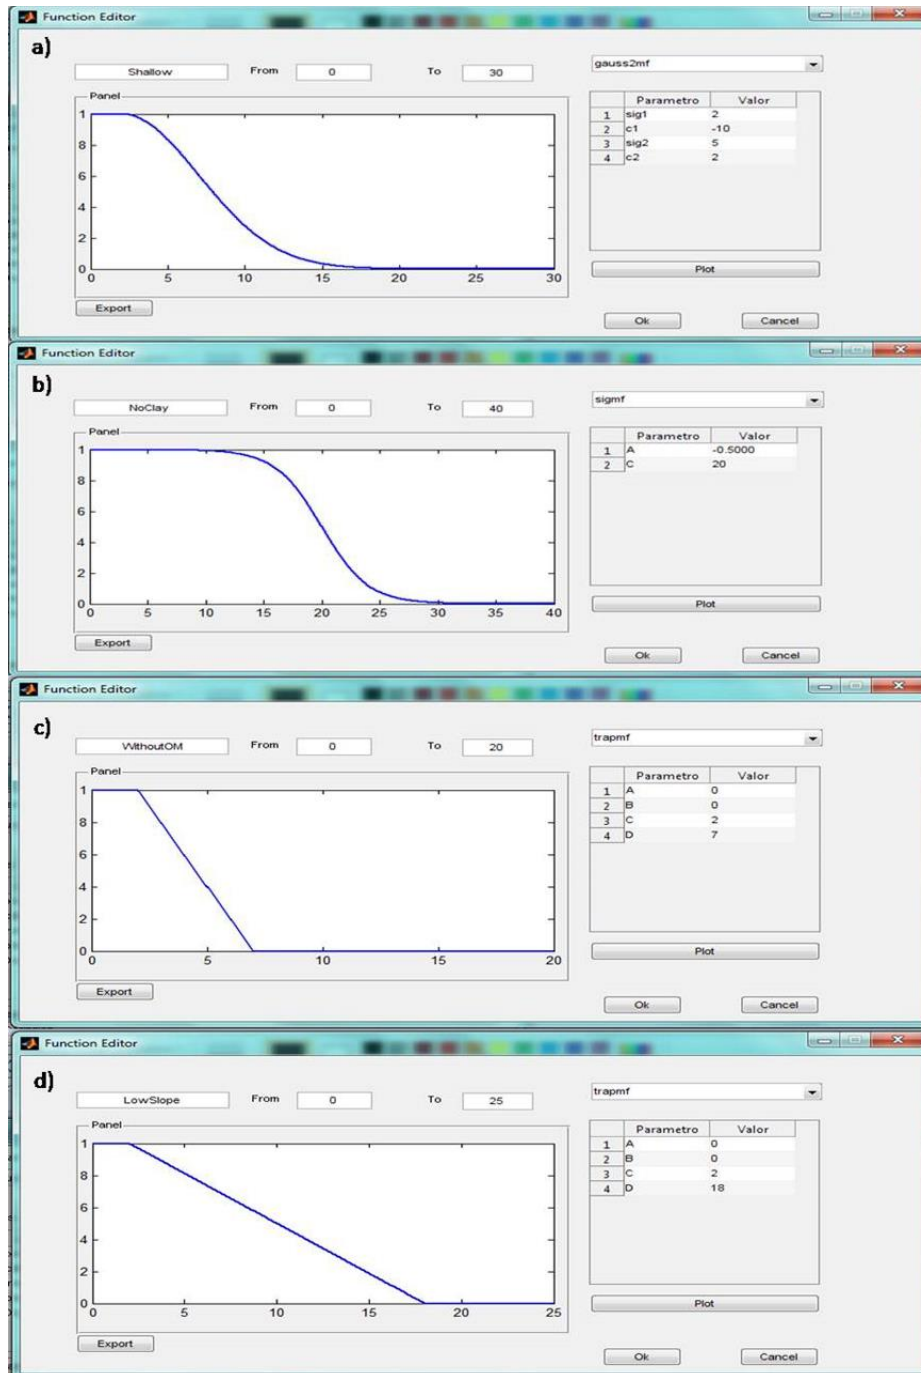 Function Editor
a)
Shallow From 0 To 30
gauss2mf
Panel
Parametro Valor
1 sig1 2
2 c1 -10
3 sig2 5
4 c2 2
1
8
6
4
2
0
0 5 10 15 20 25 30
Plot
Export
Ok Cancel
Function Editor
b)
NoClay From 0 To 40
sigmf
Panel
Parametro Valor
1 A -0.5000
2 C 20
1
8
6
4
2
0
0 5 10 15 20 25 30 35 40
Plot
Export
Ok Cancel
Function Editor
c)
WithoutOM From 0 To 20
trapmf
Panel
Parametro Valor
1 A 0
2 B 0
3 C 2
4 D 7
1
8
6
4
2
0
0 5 10 15 20
Plot
Export
Ok Cancel
Function Editor
d)
LowSlope From 0 To 25
trapmf
Panel
Parametro Valor
1 A 0
2 B 0
3 C 2
4 D 18
1
8
6
4
2
0
0 5 10 15 20 25
Plot
Export
Ok Cancel